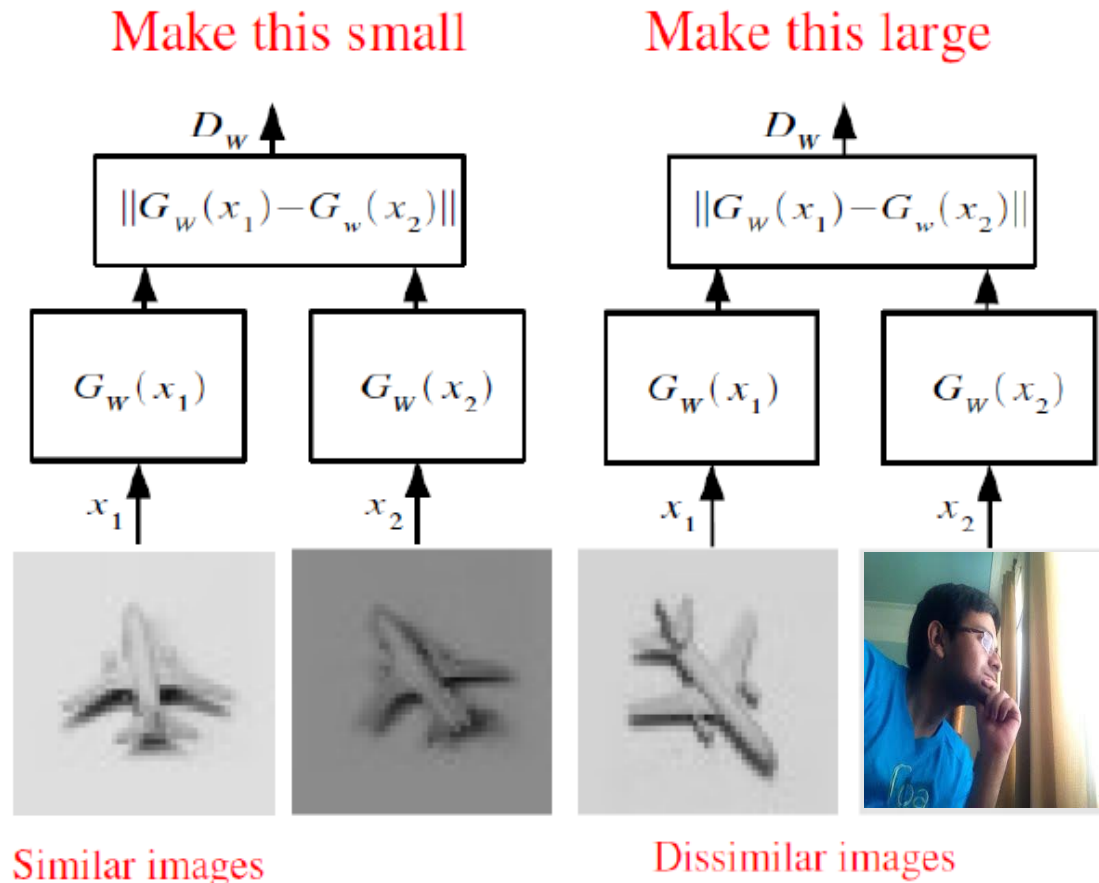 Make this small Make this large
D_W D_W
||G_W(x_1)-G_w(x_2)|| ||G_W(x_1)-G_w(x_2)||
G_W(x_1) G_W(x_2) G_W(x_1) G_W(x_2)
x_1 x_2 x_1 x_2
Similar images Dissimilar images